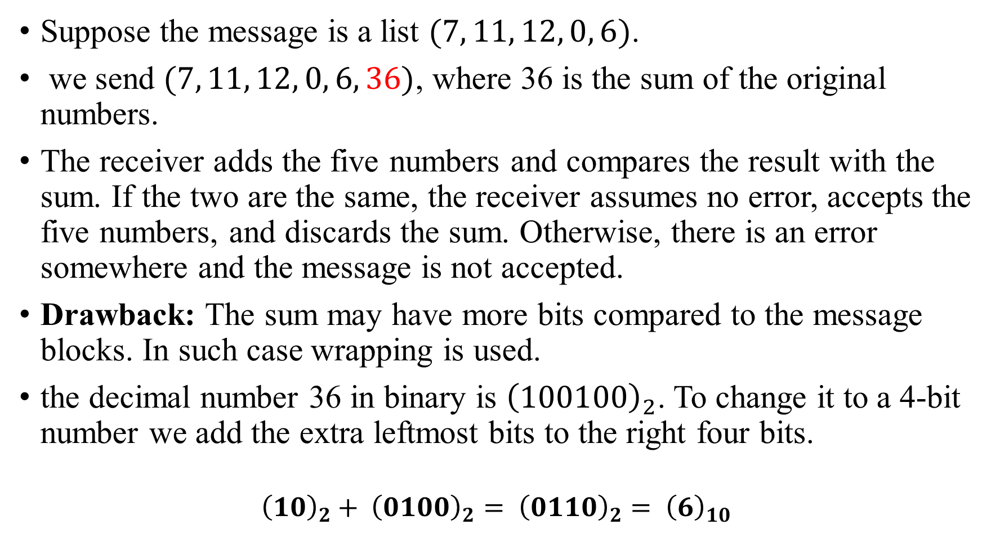 • Suppose the message is a list (7, 11, 12, 0, 6).
• we send (7, 11, 12, 0, 6, 36), where 36 is the sum of the original
numbers.
• The receiver adds the five numbers and compares the result with the
sum. If the two are the same, the receiver assumes no error, accepts the
five numbers, and discards the sum. Otherwise, there is an error
somewhere and the message is not accepted.
• Drawback: The sum may have more bits compared to the message
blocks. In such case wrapping is used.
• the decimal number 36 in binary is (100100)₂. To change it to a 4-bit
number we add the extra leftmost bits to the right four bits.
(10)₂ + (0100)₂ = (0110)₂ = (6)₁₀